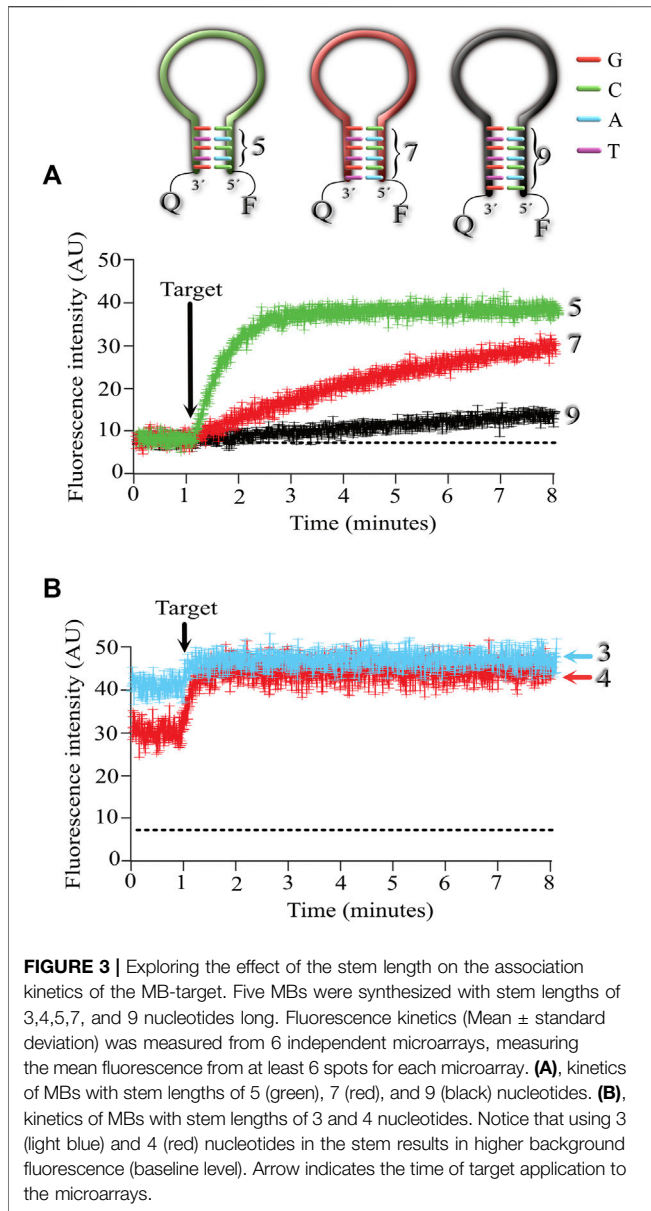 G
C
A
T
5
7
9
A
3´ 5´
3´ 5´
3´ 5´
Q F
Q F
Q F
Fluorescence intensity (AU)
50
40
30
20
10
0
Target
5
7
9
0 1 2 3 4 5 6 7 8
Time (minutes)
B
Target
Fluorescence intensity (AU)
50
40
30
20
10
0
3
4
0 1 2 3 4 5 6 7 8
Time (minutes)
FIGURE 3 | Exploring the effect of the stem length on the association
kinetics of the MB-target. Five MBs were synthesized with stem lengths of
3,4,5,7, and 9 nucleotides long. Fluorescence kinetics (Mean ± standard
deviation) was measured from 6 independent microarrays, measuring
the mean fluorescence from at least 6 spots for each microarray. (A), kinetics
of MBs with stem lengths of 5 (green), 7 (red), and 9 (black) nucleotides. (B),
kinetics of MBs with stem lengths of 3 and 4 nucleotides. Notice that using 3
(light blue) and 4 (red) nucleotides in the stem results in higher background
fluorescence (baseline level). Arrow indicates the time of target application to
the microarrays.